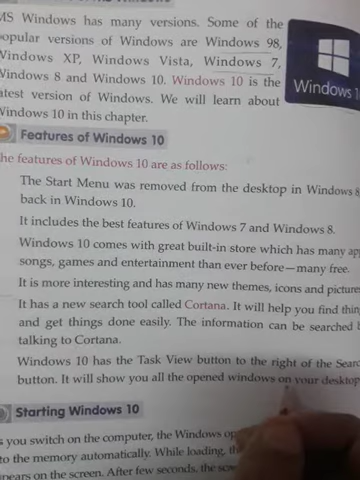 MS Windows has many versions. Some of the
popular versions of Windows are Windows 98,
Windows XP, Windows Vista, Windows 7,
Windows 8 and Windows 10. Windows 10 is the
latest version of Windows. We will learn about
Windows 10 in this chapter.
Windows 1
Features of Windows 10
The features of Windows 10 are as follows:
The Start Menu was removed from the desktop in Windows 8
back in Windows 10.
It includes the best features of Windows 7 and Windows 8.
Windows 10 comes with great built-in store which has many app
songs, games and entertainment than ever before—many free.
It is more interesting and has many new themes, icons and picture
It has a new search tool called Cortana. It will help you find thin
and get things done easily. The information can be searched b
talking to Cortana.
Windows 10 has the Task View button to the right of the Searc
button. It will show you all the opened windows on your desktop
Starting Windows 10
s you switch on the computer, the Windows op
to the memory automatically. While loading, th
pears on the screen. After few seconds, the scre